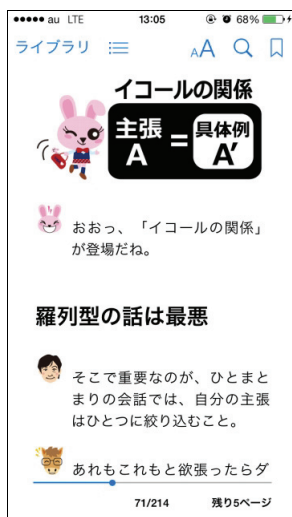 au LTE 13:05 68%
ライブラリ AA
イコールの関係
主張 A = 具体例 A′
おおっ、「イコールの関係」
が登場だね。
羅列型の話は最悪
そこで重要なのが、ひとまと
まりの会話では、自分の主張
はひとつに絞り込むこと。
あれもこれもと欲張ったらダ
71/214 残り5ページ